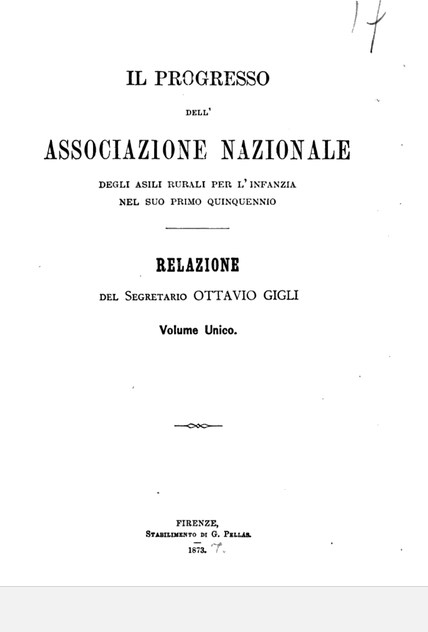 17
IL PROGRESSO
DELL'
ASSOCIAZIONE NAZIONALE
DEGLI ASILI RURALI PER L'INFANZIA
NEL SUO PRIMO QUINQUENNIO
RELAZIONE
DEL SEGRETARIO OTTAVIO GIGLI
Volume Unico.
FIRENZE,
STABILIMENTO DI G. PELLAS.
1873.